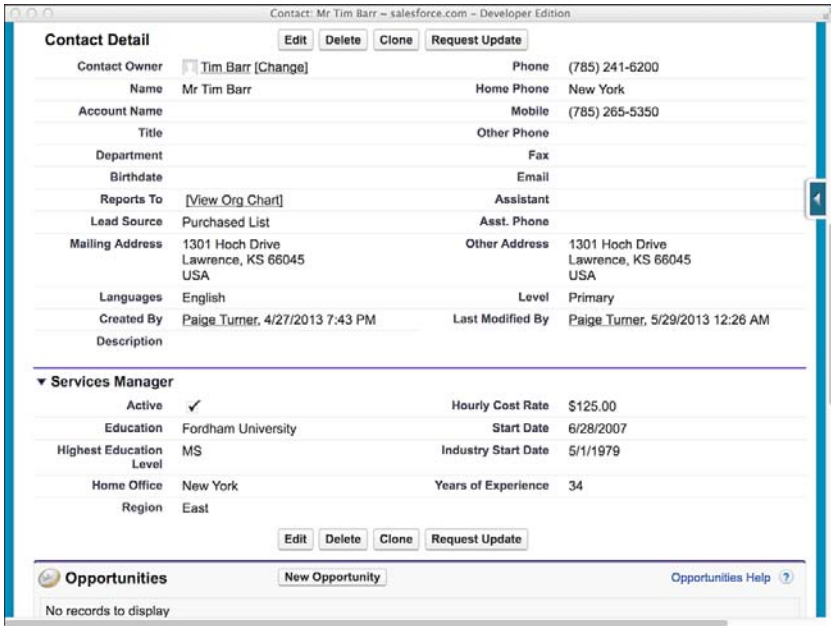 Contact: Mr Tim Barr ~ salesforce.com – Developer Edition
Contact Detail Edit Delete Clone Request Update
Contact Owner Tim Barr [Change] Phone (785) 241-6200
Name Mr Tim Barr Home Phone New York
Account Name Mobile (785) 265-5350
Title Other Phone
Department Fax
Birthdate Email
Reports To [View Org Chart] Assistant
Lead Source Purchased List Asst. Phone
Mailing Address 1301 Hoch Drive Other Address 1301 Hoch Drive
Lawrence, KS 66045 Lawrence, KS 66045
USA USA
Languages English Level Primary
Created By Paige Turner, 4/27/2013 7:43 PM Last Modified By Paige Turner, 5/29/2013 12:26 AM
Description
Services Manager
Active ✓ Hourly Cost Rate $125.00
Education Fordham University Start Date 6/28/2007
Highest Education MS Industry Start Date 5/1/1979
Level
Home Office New York Years of Experience 34
Region East
Edit Delete Clone Request Update
Opportunities New Opportunity Opportunities Help ?
No records to display